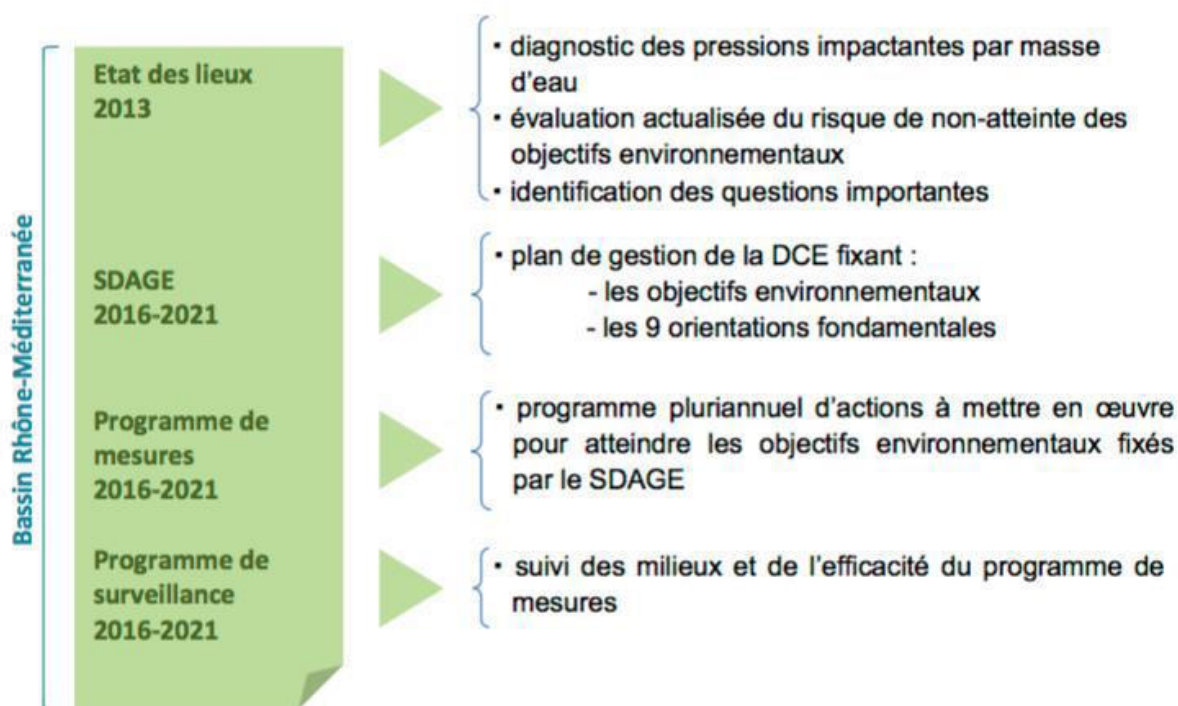 Bassin Rhône-Méditerranée
Etat des lieux
2013
· diagnostic des pressions impactantes par masse
d'eau
· évaluation actualisée du risque de non-atteinte des
objectifs environnementaux
· identification des questions importantes
SDAGE
2016-2021
· plan de gestion de la DCE fixant :
- les objectifs environnementaux
- les 9 orientations fondamentales
Programme de
mesures
2016-2021
· programme pluriannuel d'actions à mettre en œuvre
pour atteindre les objectifs environnementaux fixés
par le SDAGE
Programme de
surveillance
2016-2021
· suivi des milieux et de l'efficacité du programme de
mesures